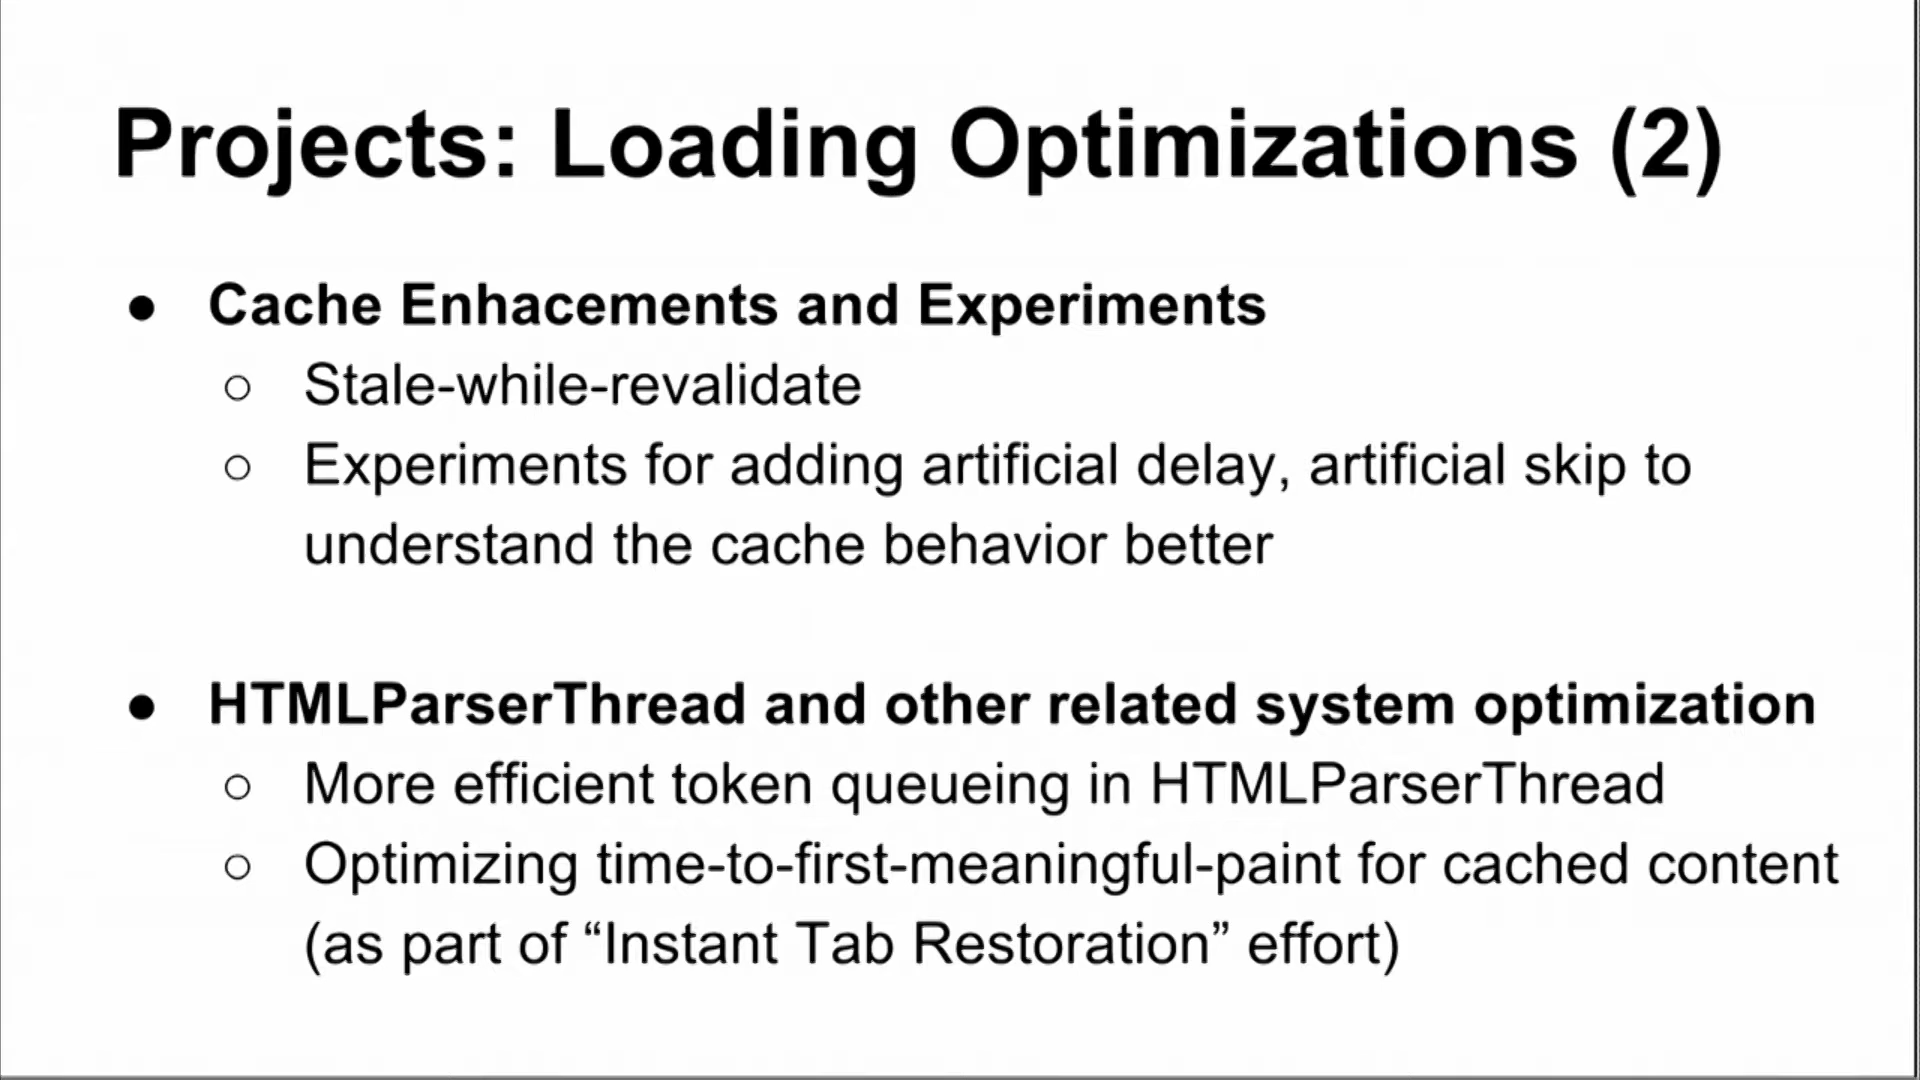 Projects: Loading Optimizations (2)
● Cache Enhacements and Experiments
○ Stale-while-revalidate
○ Experiments for adding artificial delay, artificial skip to
understand the cache behavior better
● HTMLParserThread and other related system optimization
○ More efficient token queueing in HTMLParserThread
○ Optimizing time-to-first-meaningful-paint for cached content
(as part of “Instant Tab Restoration” effort)